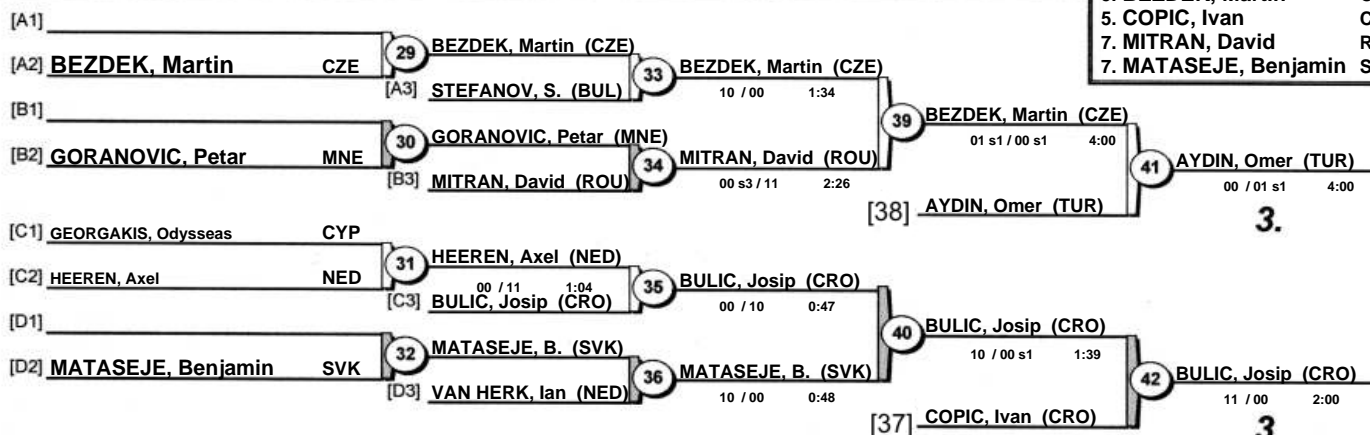 5. COPIC, Ivan
7. MITRAN, David R
7. MATASEJE, Benjamin S
[A1]
[A2] BEZDEK, Martin CZE
29
BEZDEK, Martin (CZE)
[A3] STEFANOV, S. (BUL)
33
BEZDEK, Martin (CZE)
10 / 00 1:34
[B1]
[B2] GORANOVIC, Petar MNE
30
GORANOVIC, Petar (MNE)
[B3] MITRAN, David (ROU)
34
MITRAN, David (ROU)
00 s3 / 11 2:26
39
BEZDEK, Martin (CZE)
01 s1 / 00 s1 4:00
[38] AYDIN, Omer (TUR)
41
AYDIN, Omer (TUR)
00 / 01 s1 4:00
3.
[C1] GEORGAKIS, Odysseas CYP
[C2] HEEREN, Axel NED
31
HEEREN, Axel (NED)
00 / 11 1:04
[C3] BULIC, Josip (CRO)
35
BULIC, Josip (CRO)
00 / 10 0:47
[D1]
[D2] MATASEJE, Benjamin SVK
32
MATASEJE, B. (SVK)
[D3] VAN HERK, Ian (NED)
36
MATASEJE, B. (SVK)
10 / 00 0:48
40
BULIC, Josip (CRO)
10 / 00 s1 1:39
[37] COPIC, Ivan (CRO)
42
BULIC, Josip (CRO)
11 / 00 2:00
3